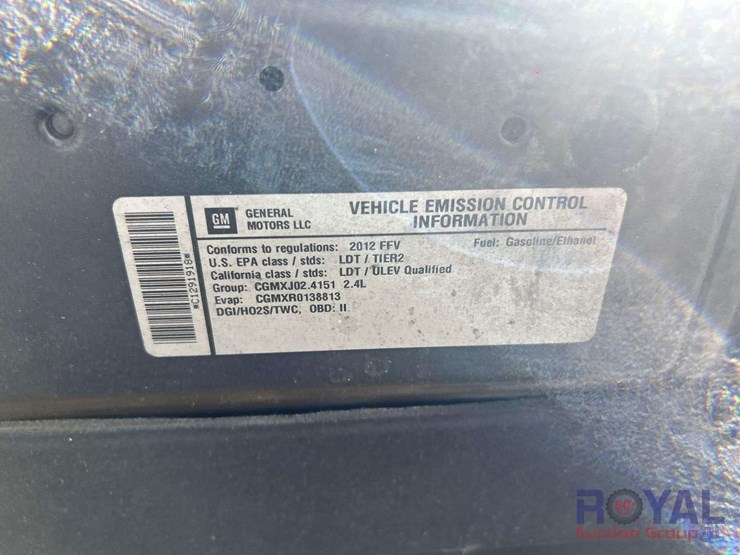 *C1291918*
GM
GENERAL
MOTORS LLC
VEHICLE EMISSION CONTROL
INFORMATION
Conforms to regulations: 2012 FFV Fuel: Gasoline/Ethanol
U.S. EPA class / stds: LDT / TIER2
California class / stds: LDT / ULEV Qualified
Group: CGMXJ02.4151 2.4L
Evap: CGMXR0138813
DGI/HO2S/TWC, OBD: II
ROYAL
Auction Group